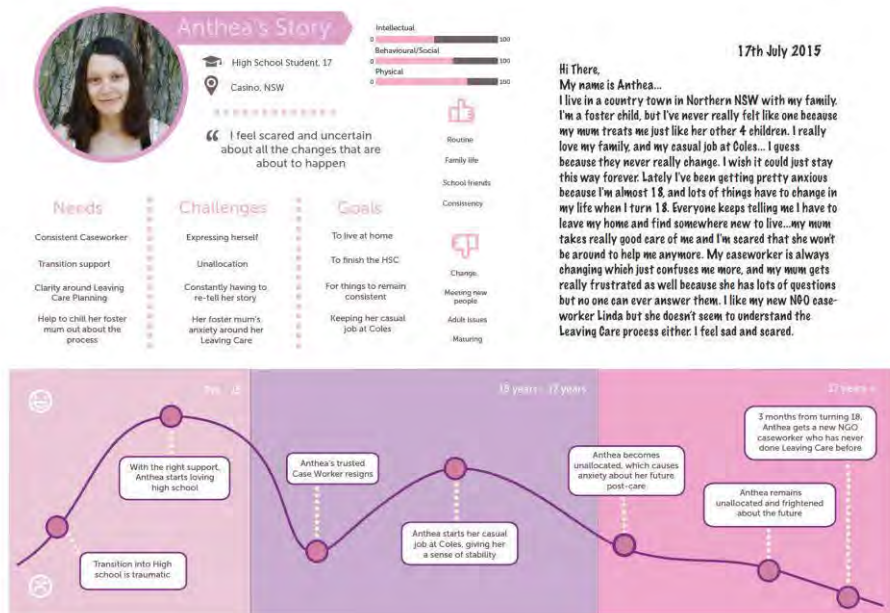 Anthea's Story
High School Student, 17
Casino, NSW
“ I feel scared and uncertain
about all the changes that are
about to happen
Intellectual
0 100
Behavioural/Social
0 100
Physical
0 100
Routine
Family life
School friends
Consistency
Change,
Meeting new
people
Adult Issues
Maturing
Needs
Consistent Caseworker
Transition support
Clarity around Leaving
Care Planning
Help to chill her foster
mum out about the
process
Challenges
Expressing herself
Unallocation
Constantly having to
re-tell her story
Her foster mum's
anxiety around her
Leaving Care
Goals
To live at home
To finish the HSC
For things to remain
consistent
Keeping her casual
job at Coles
17th July 2015
Hi There,
My name is Anthea...
I live in a country town in Northern NSW with my family.
I'm a foster child, but I've never really felt like one because
my mum treats me just like her other 4 children. I really
love my family, and my casual job at Coles... I guess
because they never really change. I wish it could just stay
this way forever. Lately I've been getting pretty anxious
because I'm almost 18, and lots of things have to change in
my life when I turn 18. Everyone keeps telling me I have to
leave my home and find somewhere new to live...my mum
takes really good care of me and I'm scared that she won't
be around to help me anymore. My caseworker is always
changing which just confuses me more, and my mum gets
really frustrated as well because she has lots of questions
but no one can ever answer them. I like my new NGO case-
worker Linda but she doesn't seem to understand the
Leaving Care process either. I feel sad and scared.
15
years - 17 years
17 years +
Transition into High
school is traumatic
With the right support,
Anthea starts loving
high school
Anthea's trusted
Case Worker resigns
Anthea starts her casual
job at Coles, giving her
a sense of stability
Anthea becomes
unallocated, which causes
anxiety about her future
post-care
Anthea remains
unallocated and frightened
about the future
3 months from turning 18,
Anthea gets a new NGO
caseworker who has never
done Leaving Care before